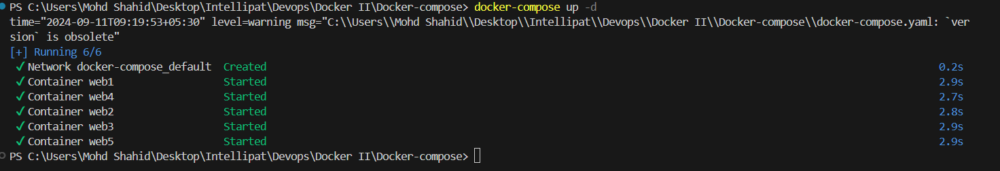 PS C:\Users\Mohd Shahid\Desktop\Intellipat\Devops\Docker II\Docker-compose> docker-compose up -d
time="2024-09-11T09:19:53+05:30" level=warning msg="C:\\Users\\Mohd Shahid\\Desktop\\Intellipat\\Devops\\Docker II\\Docker-compose\\docker-compose.yaml: `ver
sion` is obsolete"
[+] Running 6/6
✔ Network docker-compose_default  Created 0.2s
✔ Container web1 Started 2.9s
✔ Container web4 Started 2.7s
✔ Container web2 Started 2.8s
✔ Container web3 Started 2.9s
✔ Container web5 Started 2.9s
PS C:\Users\Mohd Shahid\Desktop\Intellipat\Devops\Docker II\Docker-compose>